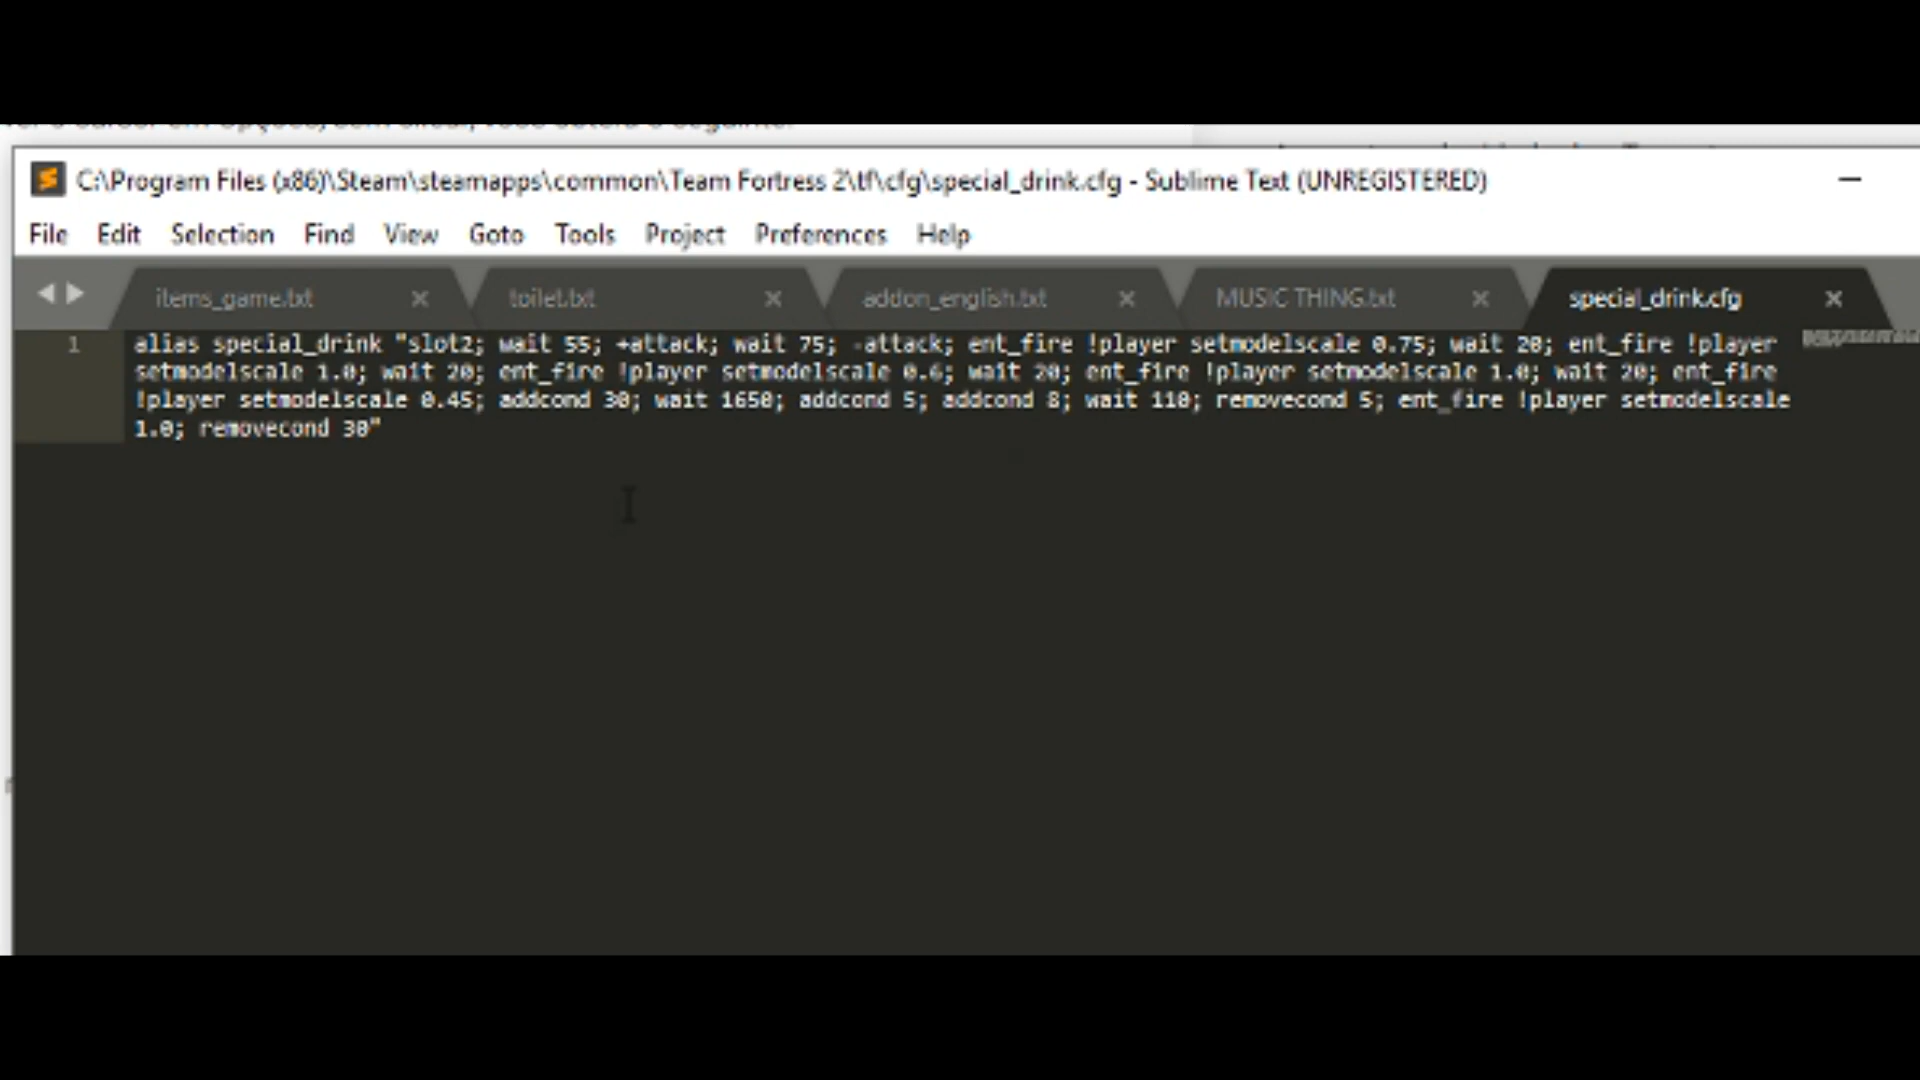 C:\Program Files (x86)\Steam\steamapps\common\Team Fortress 2\tf\cfg\special_drink.cfg - Sublime Text (UNREGISTERED)
File Edit Selection Find View Goto Tools Project Preferences Help
items_game.txt toilet.txt addon_english.txt MUSIC THING.txt special_drink.cfg
1 alias special_drink "slot2; wait 55; +attack; wait 75; -attack; ent_fire !player setmodelscale 0.75; wait 20; ent_fire !player
setmodelscale 1.0; wait 20; ent_fire !player setmodelscale 0.6; wait 20; ent_fire !player setmodelscale 1.0; wait 20; ent_fire
!player setmodelscale 0.45; addcond 30; wait 1650; addcond 5; addcond 8; wait 110; removecond 5; ent_fire !player setmodelscale
1.0; removecond 30"